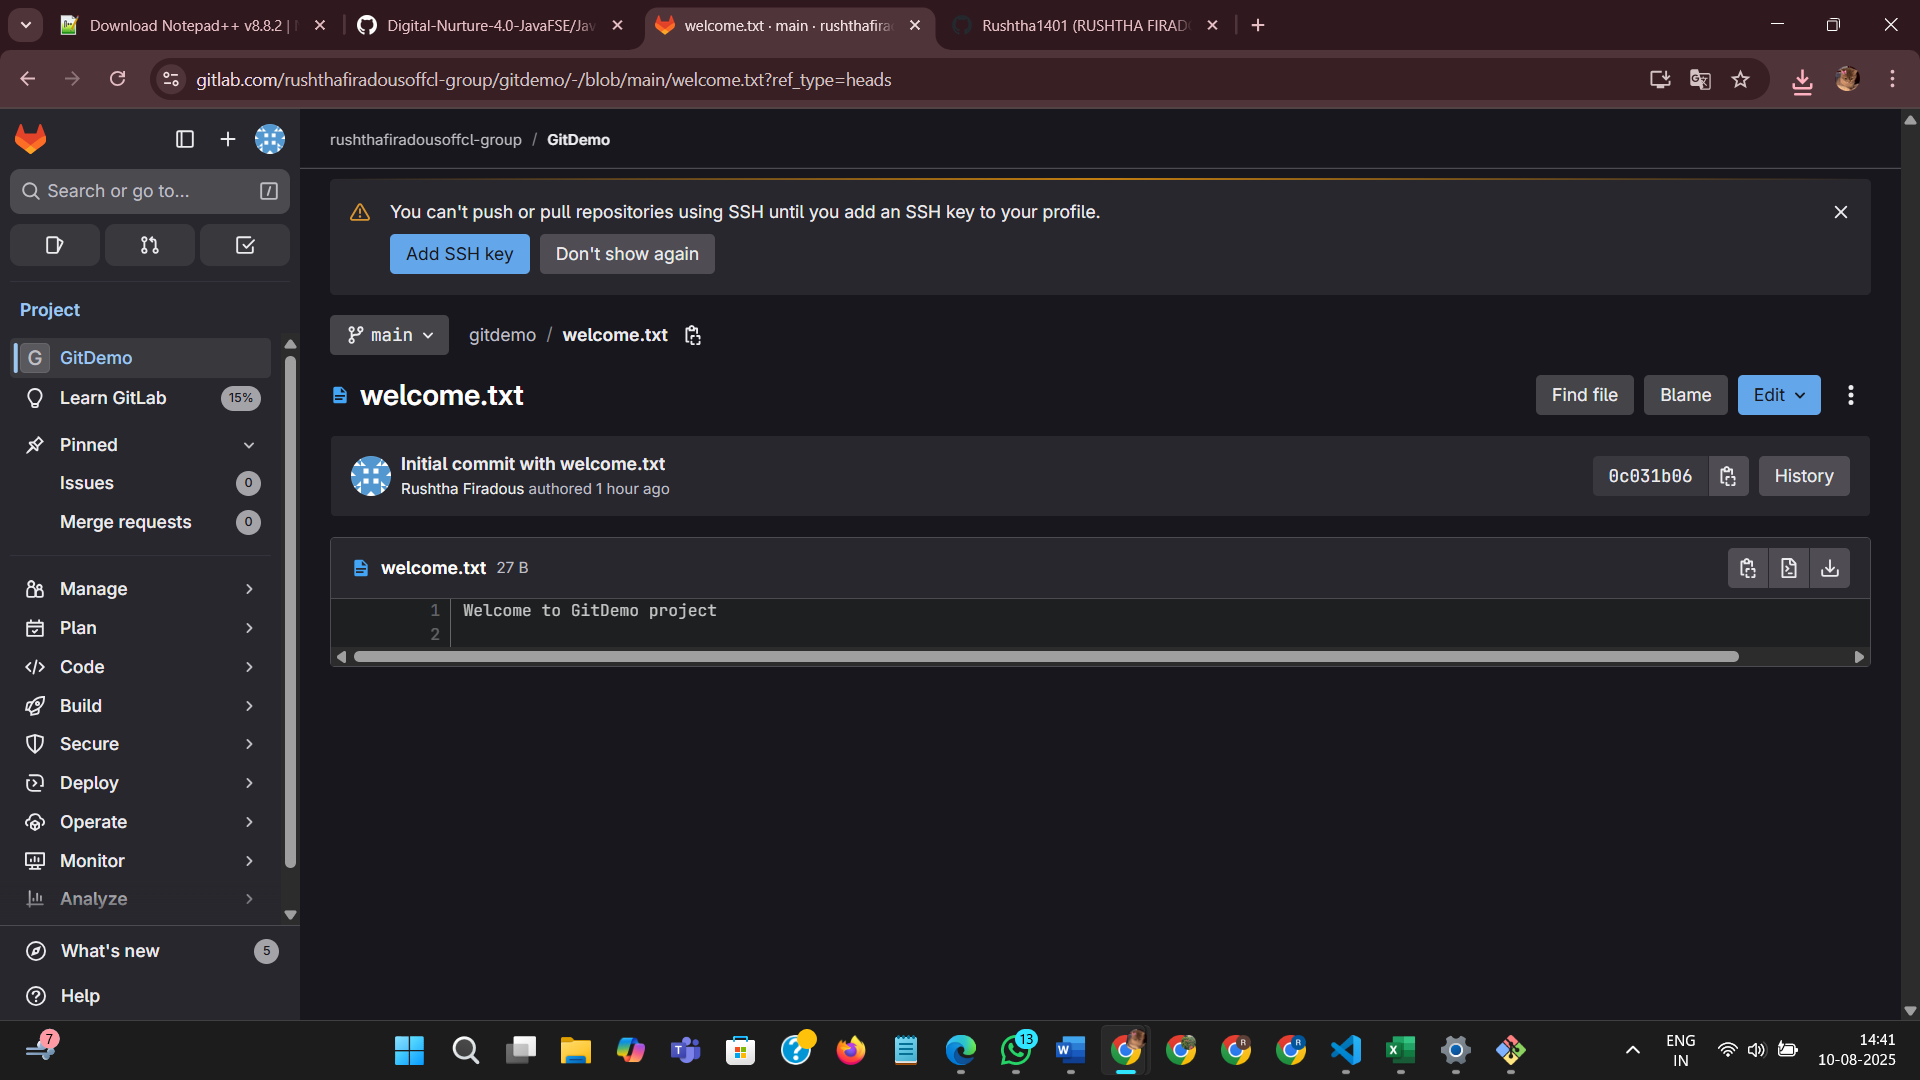 Download Notepad++ v8.8.2 |
Digital-Nurture-4.0-JavaFSE/Jav
welcome.txt · main · rushthafira
Rushtha1401 (RUSHTHA FIRAD
gitlab.com/rushthafiradousoffcl-group/gitdemo/-/blob/main/welcome.txt?ref_type=heads
rushthafiradousoffcl-group / GitDemo
Search or go to... /
You can't push or pull repositories using SSH until you add an SSH key to your profile.
Add SSH key Don't show again
Project
G GitDemo
Learn GitLab 15%
Pinned
Issues 0
Merge requests 0
Manage
Plan
Code
Build
Secure
Deploy
Operate
Monitor
Analyze
What's new 5
Help
main gitdemo / welcome.txt
welcome.txt
Find file Blame Edit
Initial commit with welcome.txt
Rushtha Firadous authored 1 hour ago
0c031b06 History
welcome.txt 27 B
1 Welcome to GitDemo project
2
7
13
R
R
ENG
IN
14:41
10-08-2025